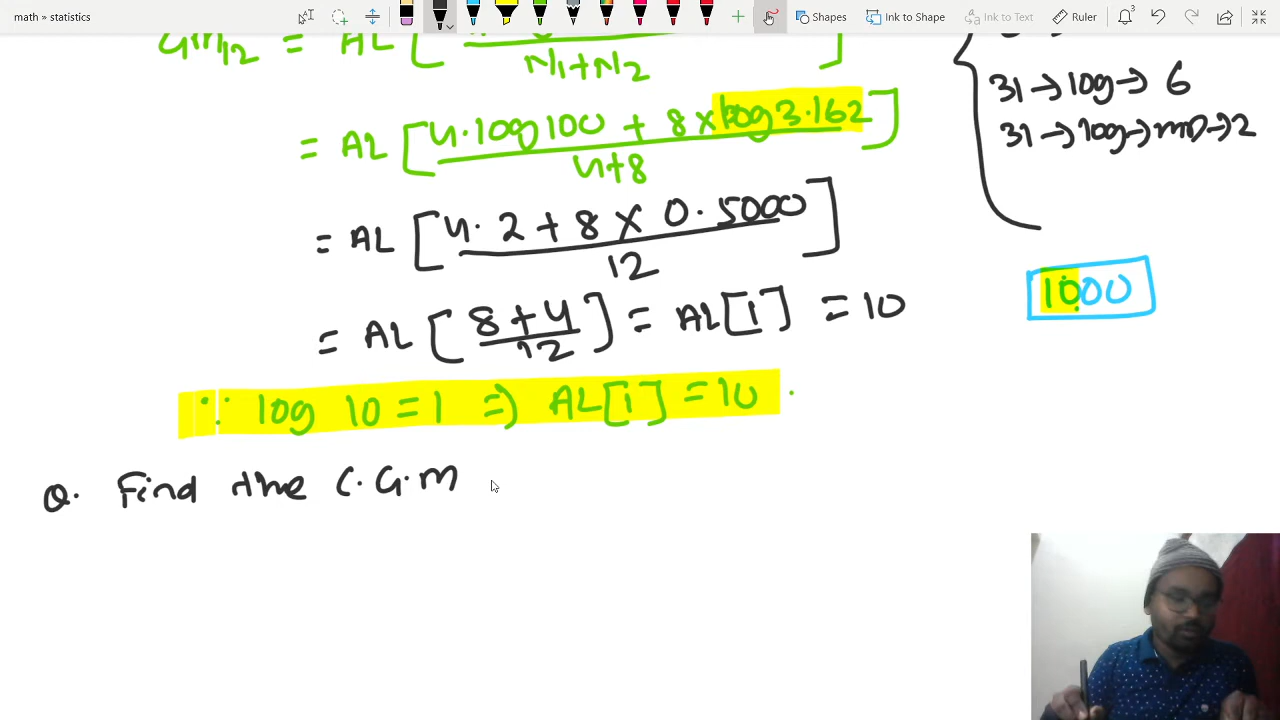 math » statistics
Shapes
Ink to Shape
Ink to Text
Ruler
3
GM12 = AL [
N1+N2 ]
31 → log → 6
= AL [ 4.log100 + 8 × log 3.162 ]
4+8
31 → log → mD → 2
= AL [ 4. 2 + 8 × 0.5000 ]
12
1000
= AL [ 8+4 ] = AL[1] = 10
12
∵ log 10 = 1 ⇒ AL[1] = 10 .
Q. Find the C.G.M